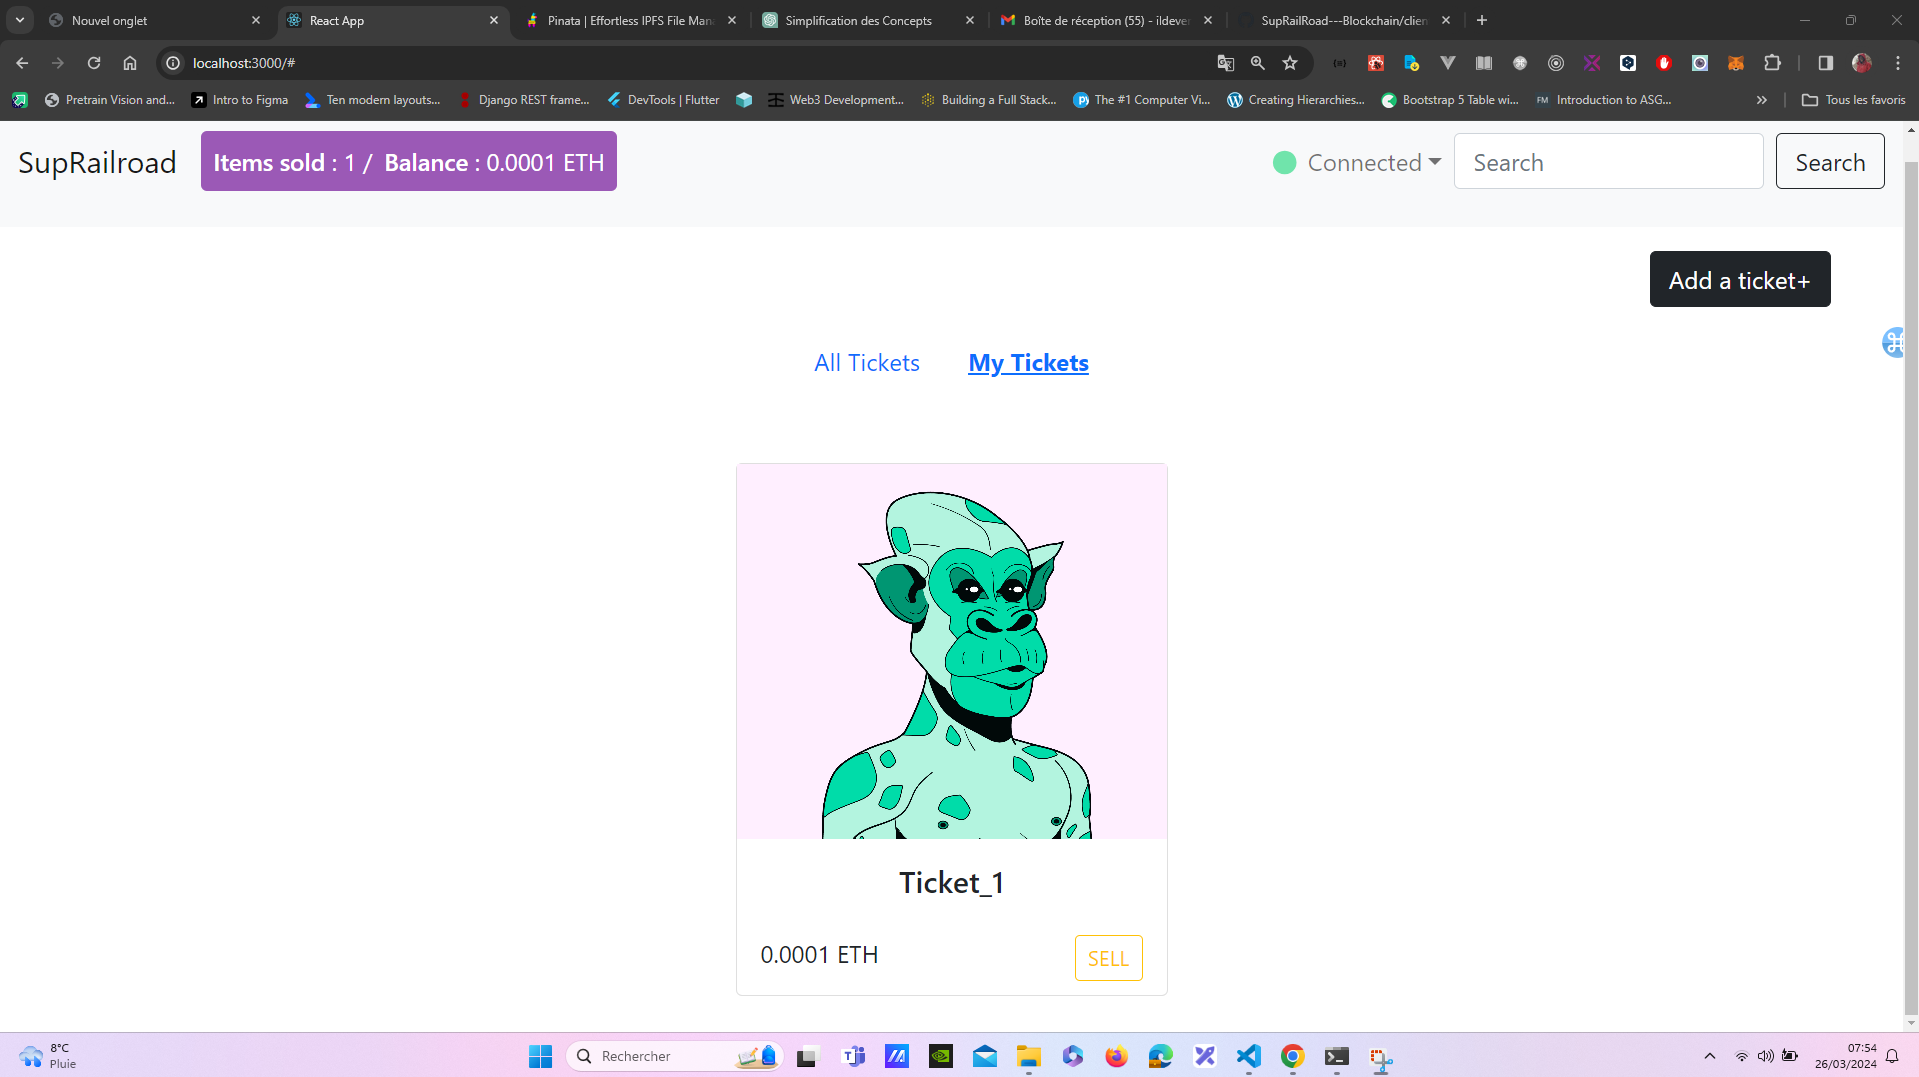 Nouvel onglet
React App
Pinata | Effortless IPFS File Man
Simplification des Concepts
Boîte de réception (55) - ildever
SupRailRoad---Blockchain/clien
localhost:3000/#
Pretrain Vision and...
Intro to Figma
Ten modern layouts...
Django REST frame...
DevTools | Flutter
Web3 Development...
Building a Full Stack...
The #1 Computer Vi...
Creating Hierarchies...
Bootstrap 5 Table wi...
FM
Introduction to ASG...
Tous les favoris
SupRailroad
Items sold : 1 / Balance : 0.0001 ETH
Connected
Search
Search
Add a ticket+
All Tickets
My Tickets
Ticket_1
0.0001 ETH
SELL
8°C
Pluie
Rechercher
07:54
26/03/2024